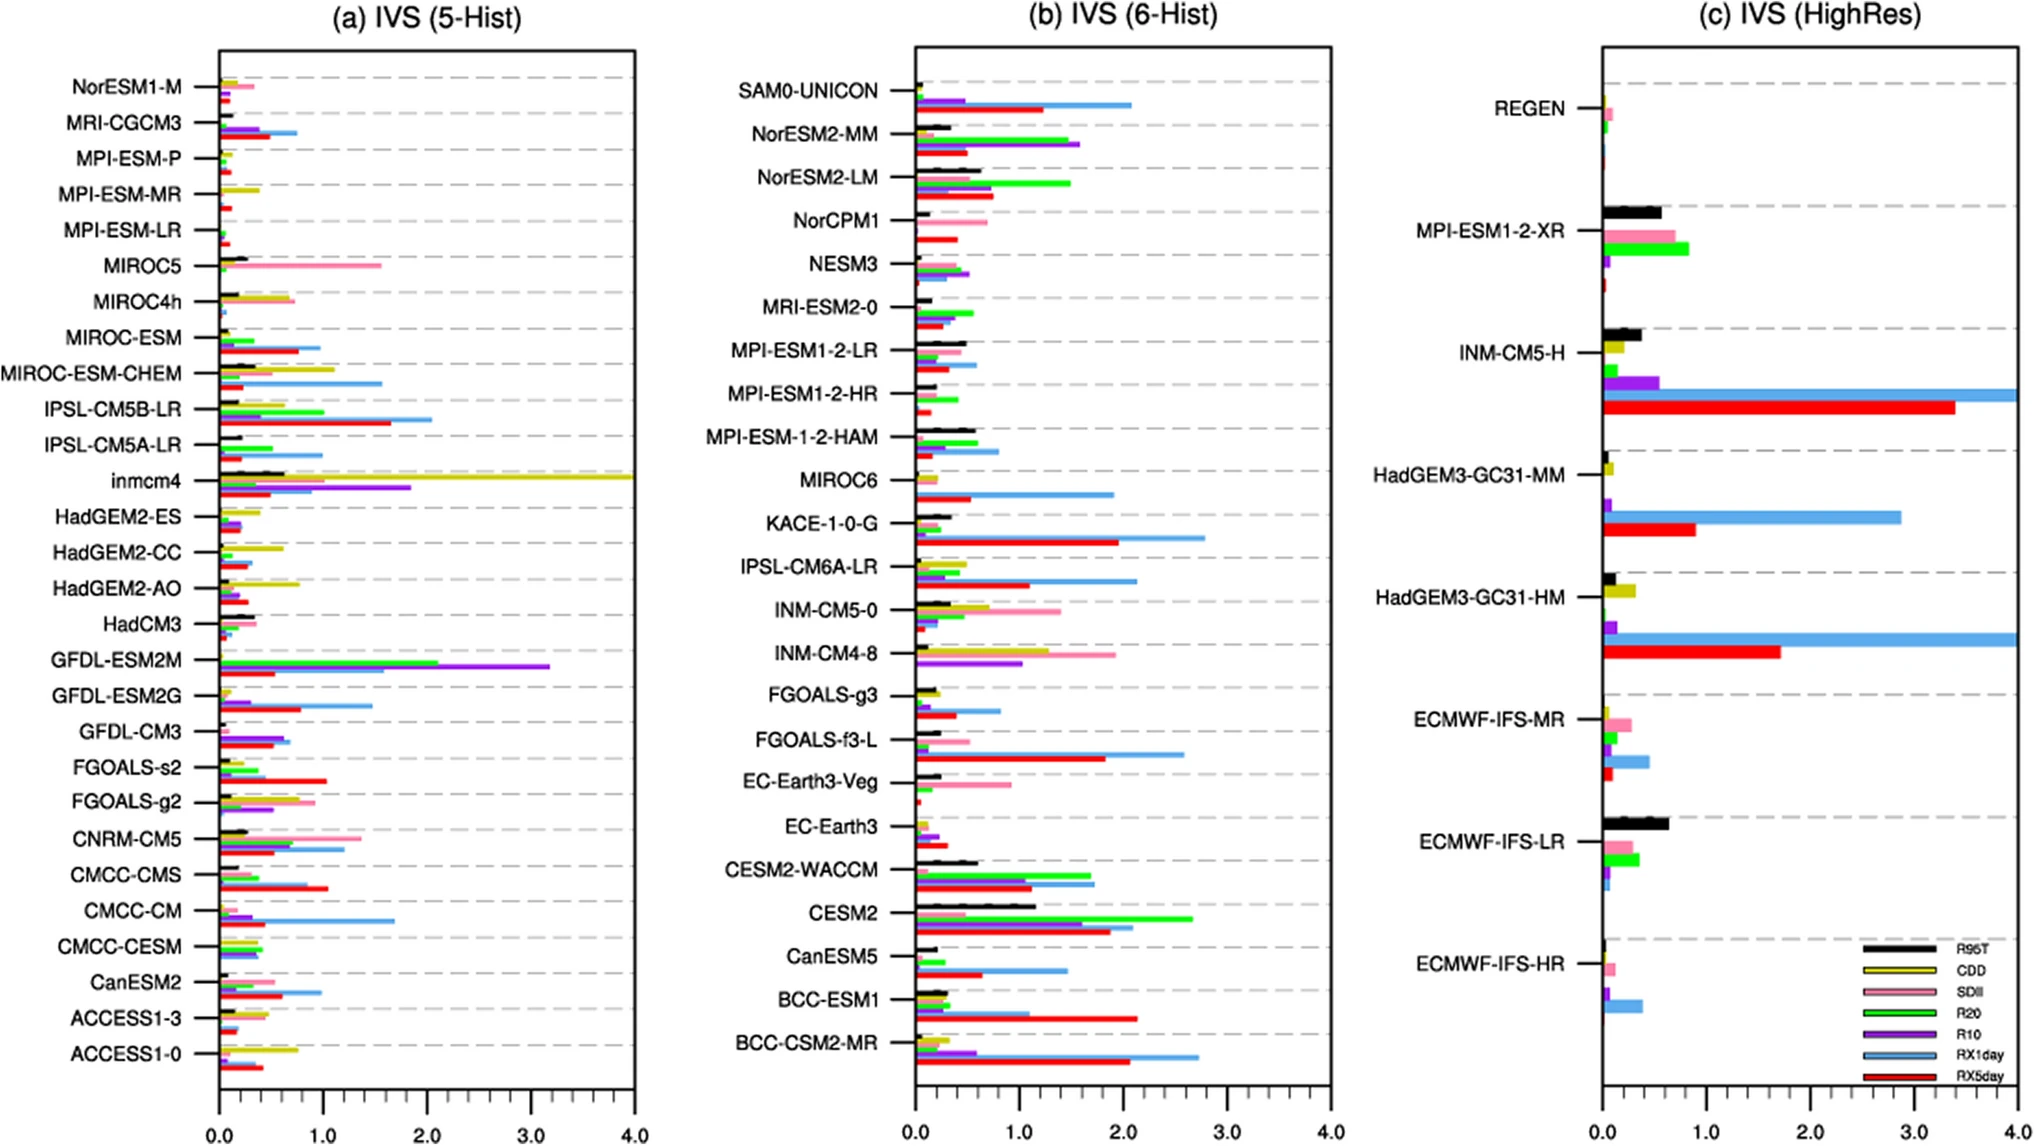 (a) IVS (5-Hist)
NorESM1-M
MRI-CGCM3
MPI-ESM-P
MPI-ESM-MR
MPI-ESM-LR
MIROC5
MIROC4h
MIROC-ESM
MIROC-ESM-CHEM
IPSL-CM5B-LR
IPSL-CM5A-LR
inmcm4
HadGEM2-ES
HadGEM2-CC
HadGEM2-AO
HadCM3
GFDL-ESM2M
GFDL-ESM2G
GFDL-CM3
FGOALS-s2
FGOALS-g2
CNRM-CM5
CMCC-CMS
CMCC-CM
CMCC-CESM
CanESM2
ACCESS1-3
ACCESS1-0
0.0 1.0 2.0 3.0 4.0
(b) IVS (6-Hist)
SAM0-UNICON
NorESM2-MM
NorESM2-LM
NorCPM1
NESM3
MRI-ESM2-0
MPI-ESM1-2-LR
MPI-ESM1-2-HR
MPI-ESM-1-2-HAM
MIROC6
KACE-1-0-G
IPSL-CM6A-LR
INM-CM5-0
INM-CM4-8
FGOALS-g3
FGOALS-f3-L
EC-Earth3-Veg
EC-Earth3
CESM2-WACCM
CESM2
CanESM5
BCC-ESM1
BCC-CSM2-MR
0.0 1.0 2.0 3.0 4.0
(c) IVS (HighRes)
REGEN
MPI-ESM1-2-XR
INM-CM5-H
HadGEM3-GC31-MM
HadGEM3-GC31-HM
ECMWF-IFS-MR
ECMWF-IFS-LR
ECMWF-IFS-HR
R95T
CDD
SDII
R20
R10
RX1day
RX5day
0.0 1.0 2.0 3.0 4.0